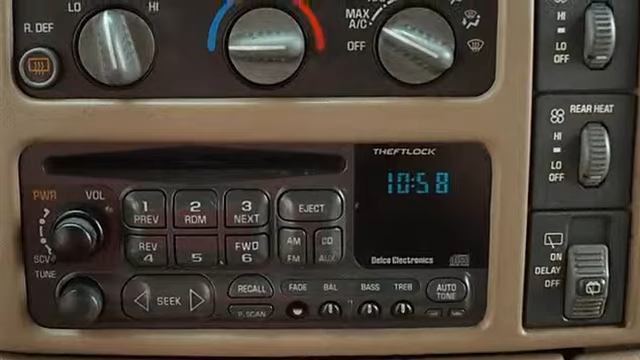 R. DEF
LO HI
MAX
A/C
OFF
HI
LO
OFF
REAR HEAT
HI
LO
OFF
ON
DELAY
OFF
THEFTLOCK
10:58
Delco Electronics
PWR VOL
SCV
TUNE
1
PREV
2
RDM
3
NEXT
EJECT
REV
4
5
FWD
6
AM
FM
CD
AUX
SEEK
RECALL
P.SCAN
FADE BAL BASS TREB
AUTO
TONE